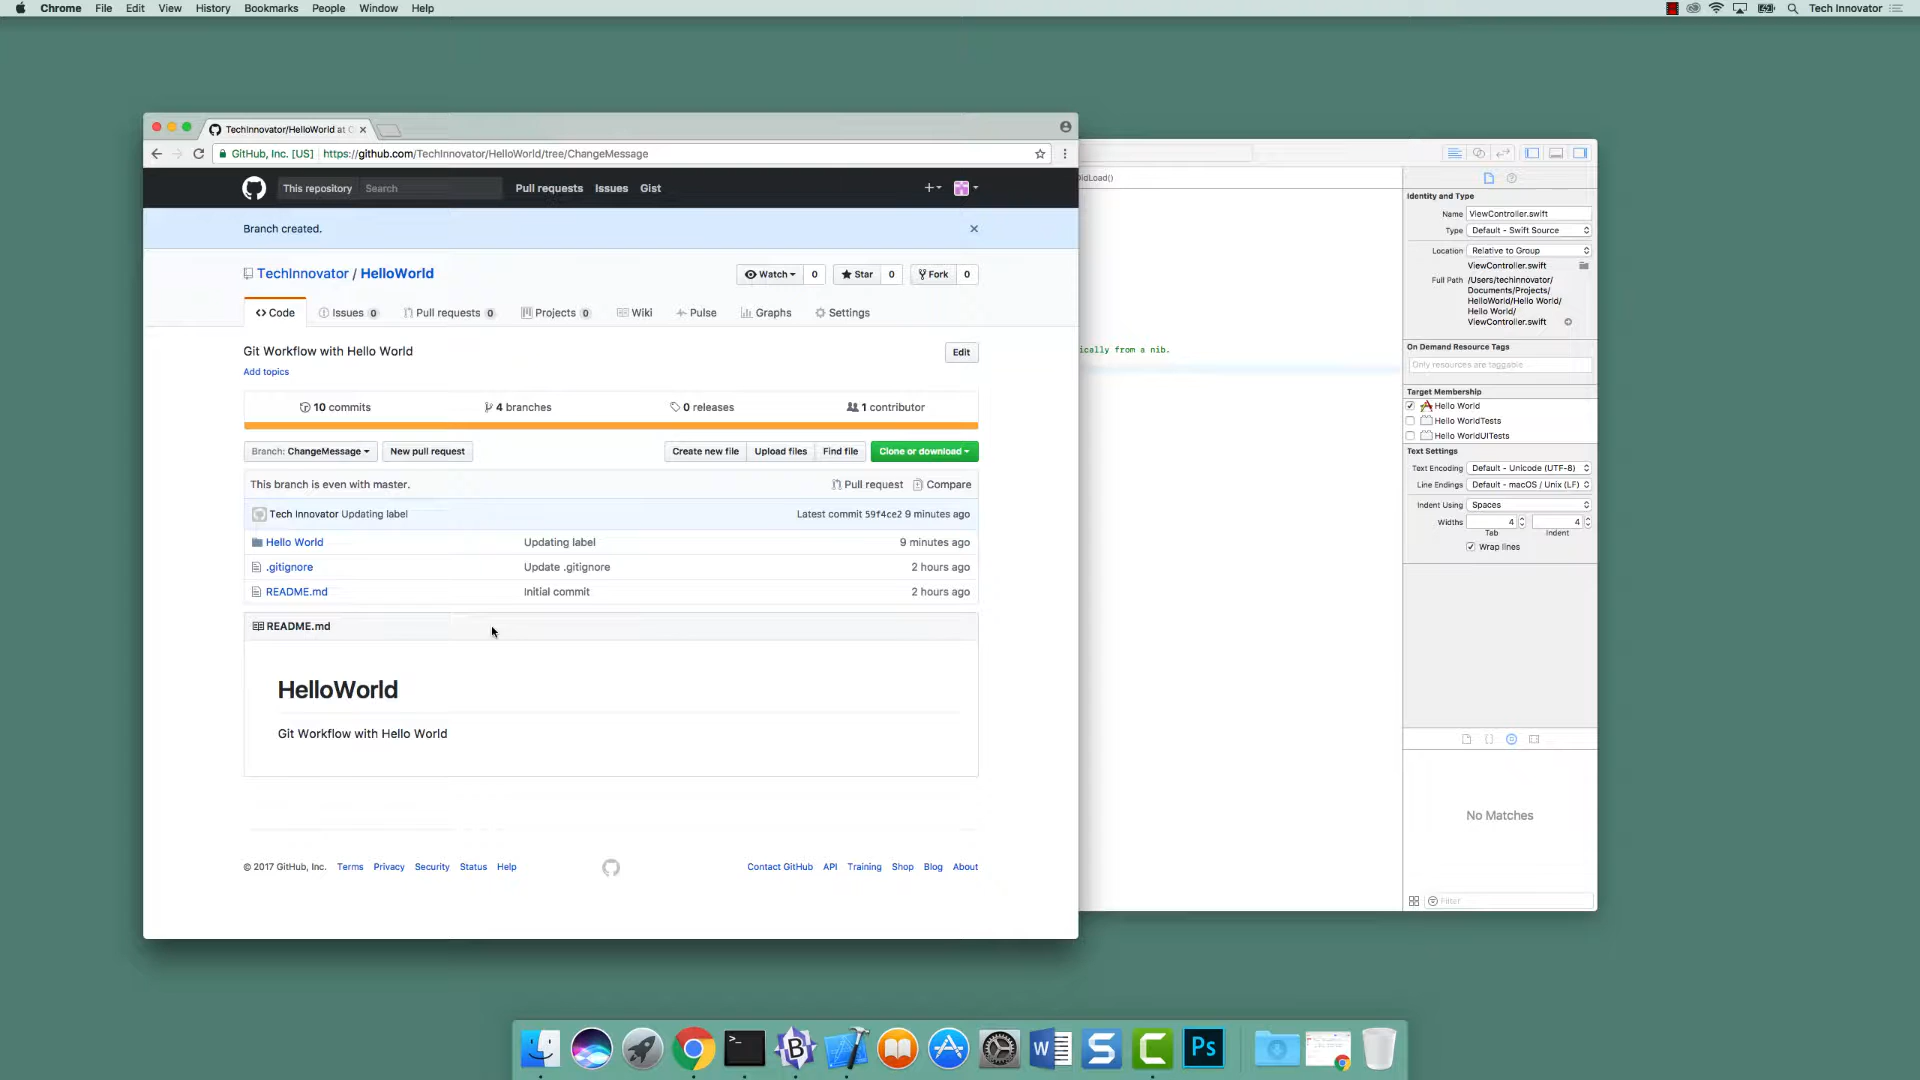 Chrome File Edit View History Bookmarks People Window Help
Tech Innovator
TechInnovator/HelloWorld at
GitHub, Inc. [US] https://github.com/TechInnovator/HelloWorld/tree/ChangeMessage
This repository Search Pull requests Issues Gist
Branch created.
TechInnovator / HelloWorld
Watch 0 Star 0 Fork 0
Code Issues 0 Pull requests 0 Projects 0 Wiki Pulse Graphs Settings
Git Workflow with Hello World Edit
Add topics
10 commits 4 branches 0 releases 1 contributor
Branch: ChangeMessage New pull request Create new file Upload files Find file Clone or download
This branch is even with master. Pull request Compare
Tech Innovator Updating label Latest commit 59f4ce2 9 minutes ago
Hello World Updating label 9 minutes ago
.gitignore Update .gitignore 2 hours ago
README.md Initial commit 2 hours ago
README.md
HelloWorld
Git Workflow with Hello World
© 2017 GitHub, Inc. Terms Privacy Security Status Help Contact GitHub API Training Shop Blog About
idLoad()
ically from a nib.
Identity and Type
Name ViewController.swift
Type Default - Swift Source
Location Relative to Group
ViewController.swift
Full Path /Users/techinnovator/
Documents/Projects/
HelloWorld/Hello World/
Hello World/
ViewController.swift
On Demand Resource Tags
Only resources are taggable
Target Membership
Hello World
Hello WorldTests
Hello WorldUITests
Text Settings
Text Encoding Default - Unicode (UTF-8)
Line Endings Default - macOS / Unix (LF)
Indent Using Spaces
Widths 4 4
Tab Indent
Wrap lines
No Matches
Filter
>_ B W S C Ps